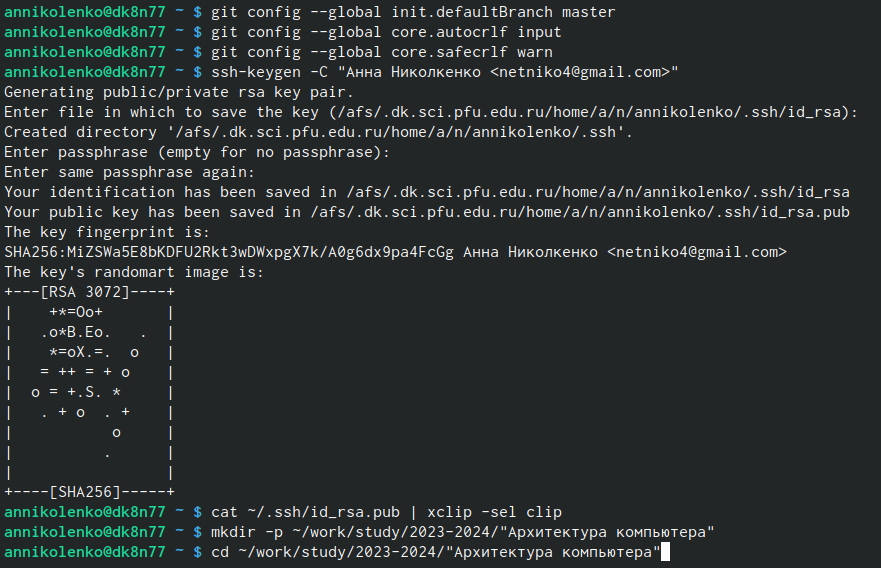 annikolenko@dk8n77 ~ $ git config --global init.defaultBranch master
annikolenko@dk8n77 ~ $ git config --global core.autocrlf input
annikolenko@dk8n77 ~ $ git config --global core.safecrlf warn
annikolenko@dk8n77 ~ $ ssh-keygen -C "Анна Николкенко <netniko4@gmail.com>"
Generating public/private rsa key pair.
Enter file in which to save the key (/afs/.dk.sci.pfu.edu.ru/home/a/n/annikolenko/.ssh/id_rsa):
Created directory '/afs/.dk.sci.pfu.edu.ru/home/a/n/annikolenko/.ssh'.
Enter passphrase (empty for no passphrase):
Enter same passphrase again:
Your identification has been saved in /afs/.dk.sci.pfu.edu.ru/home/a/n/annikolenko/.ssh/id_rsa
Your public key has been saved in /afs/.dk.sci.pfu.edu.ru/home/a/n/annikolenko/.ssh/id_rsa.pub
The key fingerprint is:
SHA256:MiZSWa5E8bKDFU2Rkt3wDWxpgX7k/A0g6dx9pa4FcGg Анна Николкенко <netniko4@gmail.com>
The key's randomart image is:
+---[RSA 3072]----+
|    +*=Oo+       |
|   .o*B.Eo.   .  |
|    *=oX.=.  o   |
|   = ++ = + o    |
|  o = +.S. *     |
|   . + o  . +    |
|           o     |
|          .      |
|                 |
+----[SHA256]-----+
annikolenko@dk8n77 ~ $ cat ~/.ssh/id_rsa.pub | xclip -sel clip
annikolenko@dk8n77 ~ $ mkdir -p ~/work/study/2023-2024/"Архитектура компьютера"
annikolenko@dk8n77 ~ $ cd ~/work/study/2023-2024/"Архитектура компьютера"